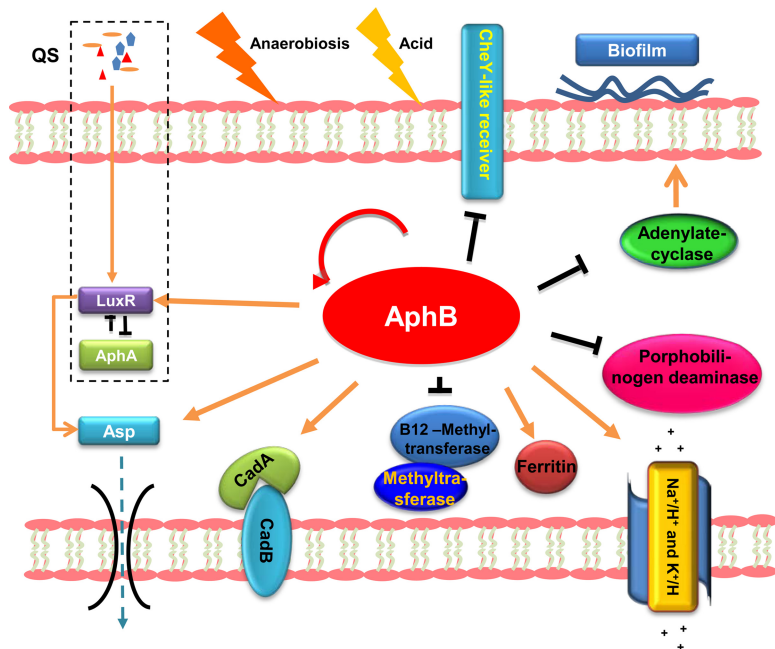 QS
Anaerobiosis
Acid
CheY-like receiver
Biofilm
Adenylate-
cyclase
LuxR
AphA
AphB
Porphobili-
nogen deaminase
Asp
CadA
CadB
B12 –Methyl-
transferase
Methyltra-
sferase
Ferritin
+
+ +
Na⁺/H⁺ and K⁺/H
+
+ +